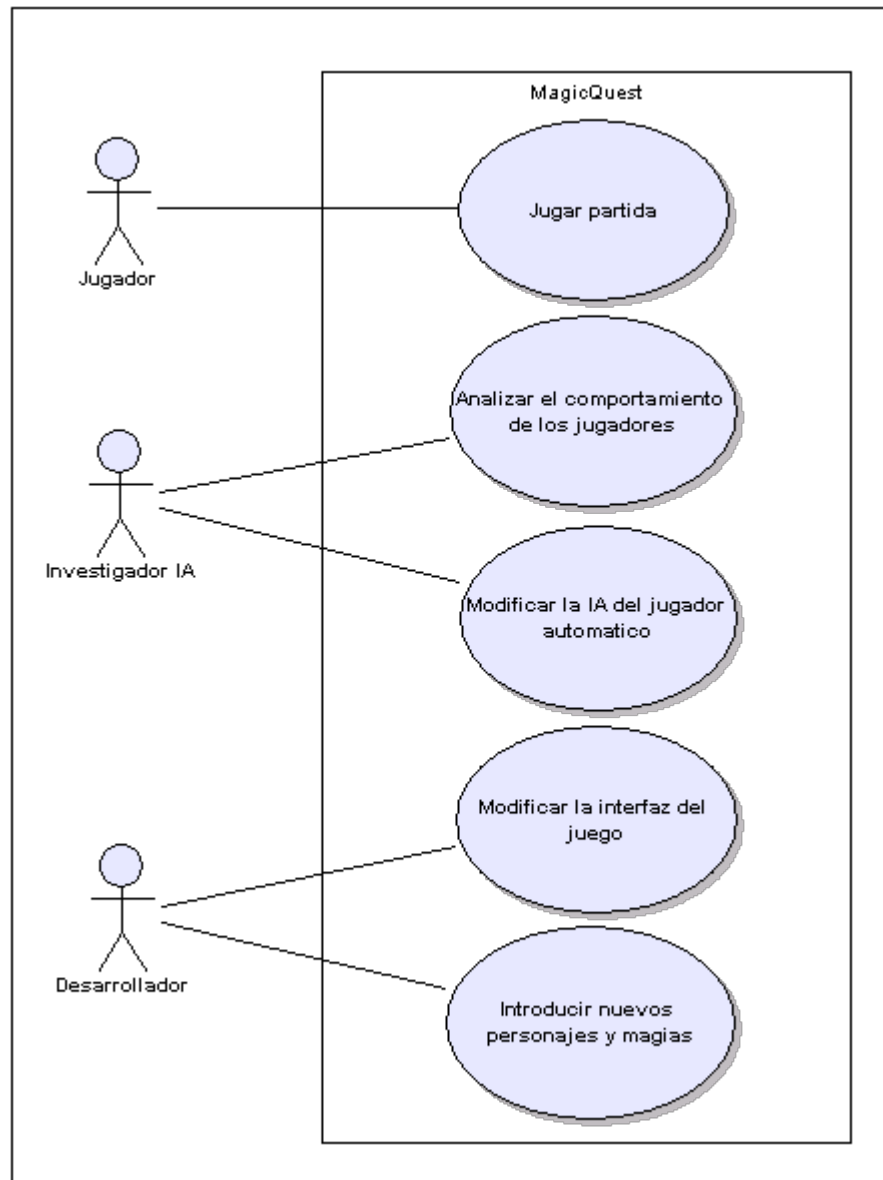 MagicQuest
Jugar partida
Jugador
Analizar el comportamiento
de los jugadores
Investigador IA
Modificar la IA del jugador
automatico
Modificar la interfaz del
juego
Desarrollador
Introducir nuevos
personajes y magias